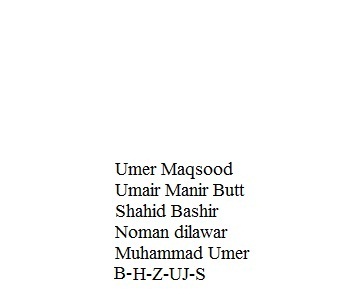 Umer Maqsood
Umair Manir Butt
Shahid Bashir
Noman dilawar
Muhammad Umer
B-H-Z-UJ-S